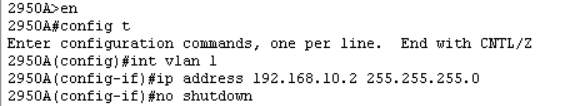 2950A>en
2950A#config t
Enter configuration commands, one per line.  End with CNTL/Z
2950A(config)#int vlan 1
2950A(config-if)#ip address 192.168.10.2 255.255.255.0
2950A(config-if)#no shutdown